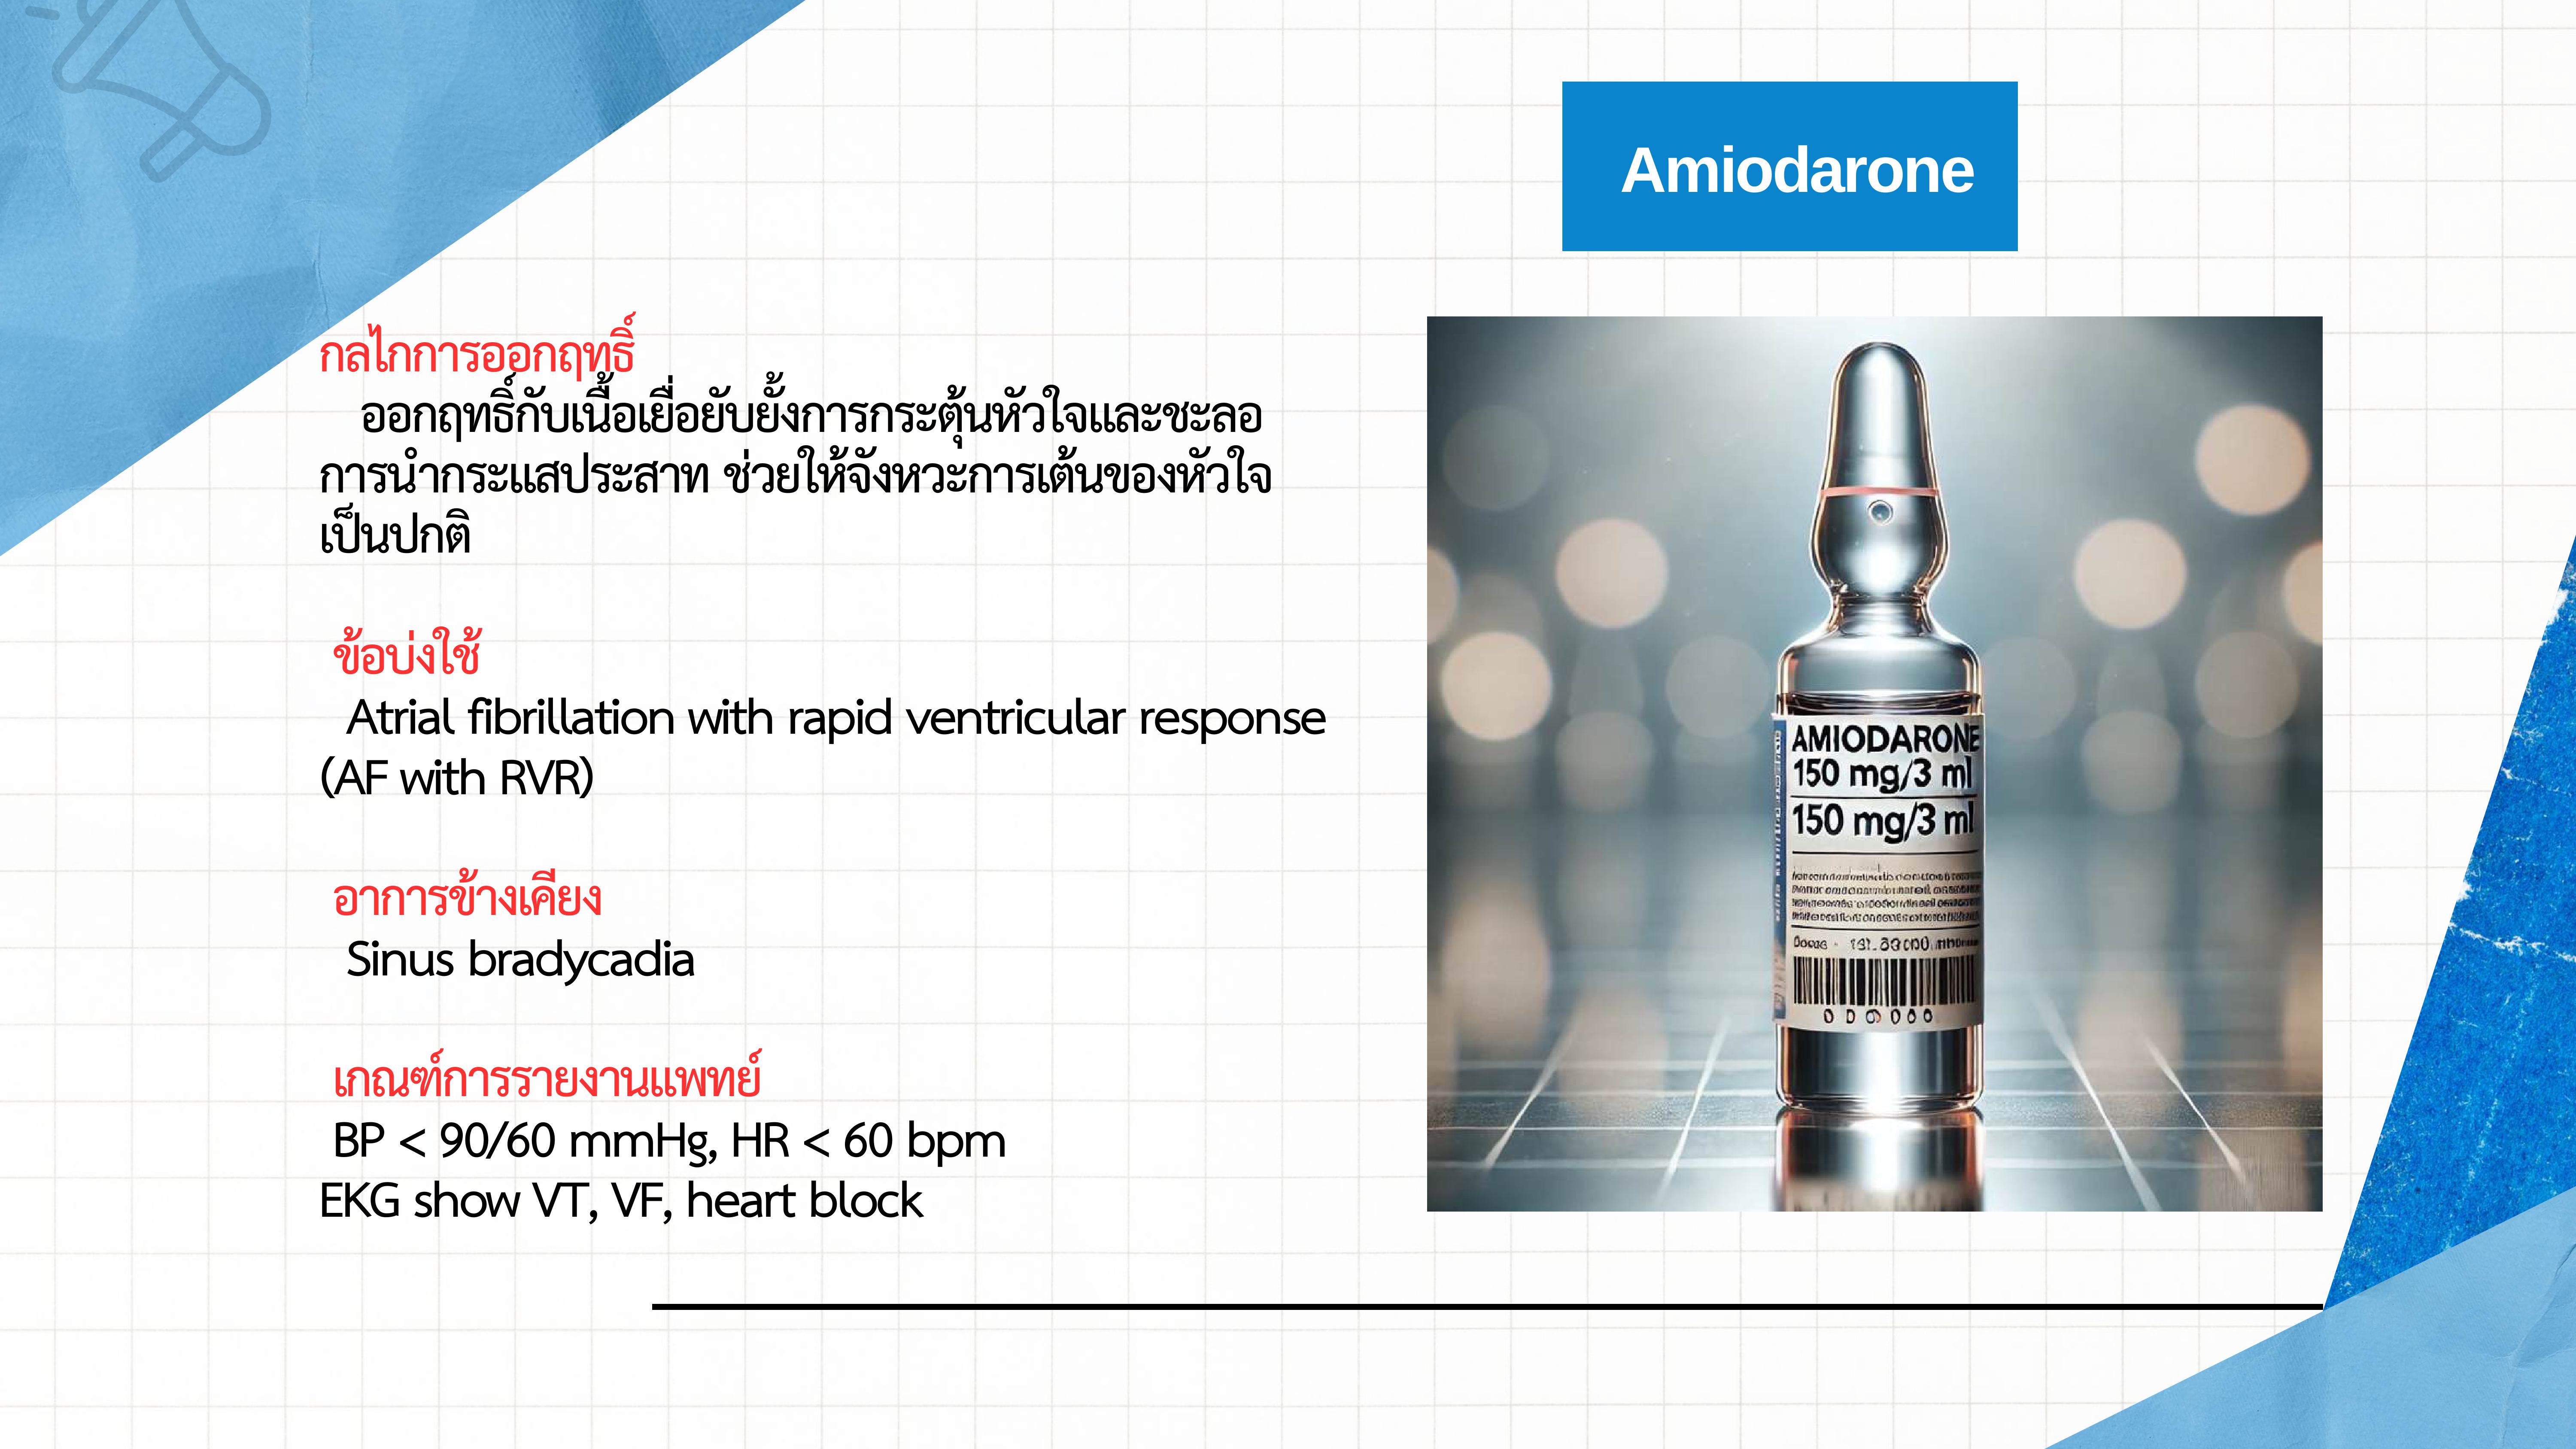 Amiodarone
กลไกการออกฤทธิ์
ออกฤทธิ์กับเนื้อเยื่อยับยั้งการกระตุ้นหัวใจและชะลอ
การนำกระแสประสาท ช่วยให้จังหวะการเต้นของหัวใจ
เป็นปกติ
ข้อบ่งใช้
Atrial fibrillation with rapid ventricular response
(AF with RVR)
อาการข้างเคียง
Sinus bradycadia
เกณฑ์การรายงานแพทย์
BP < 90/60 mmHg, HR < 60 bpm
EKG show VT, VF, heart block
AMIODARONE
150 mg/3 ml
150 mg/3 ml